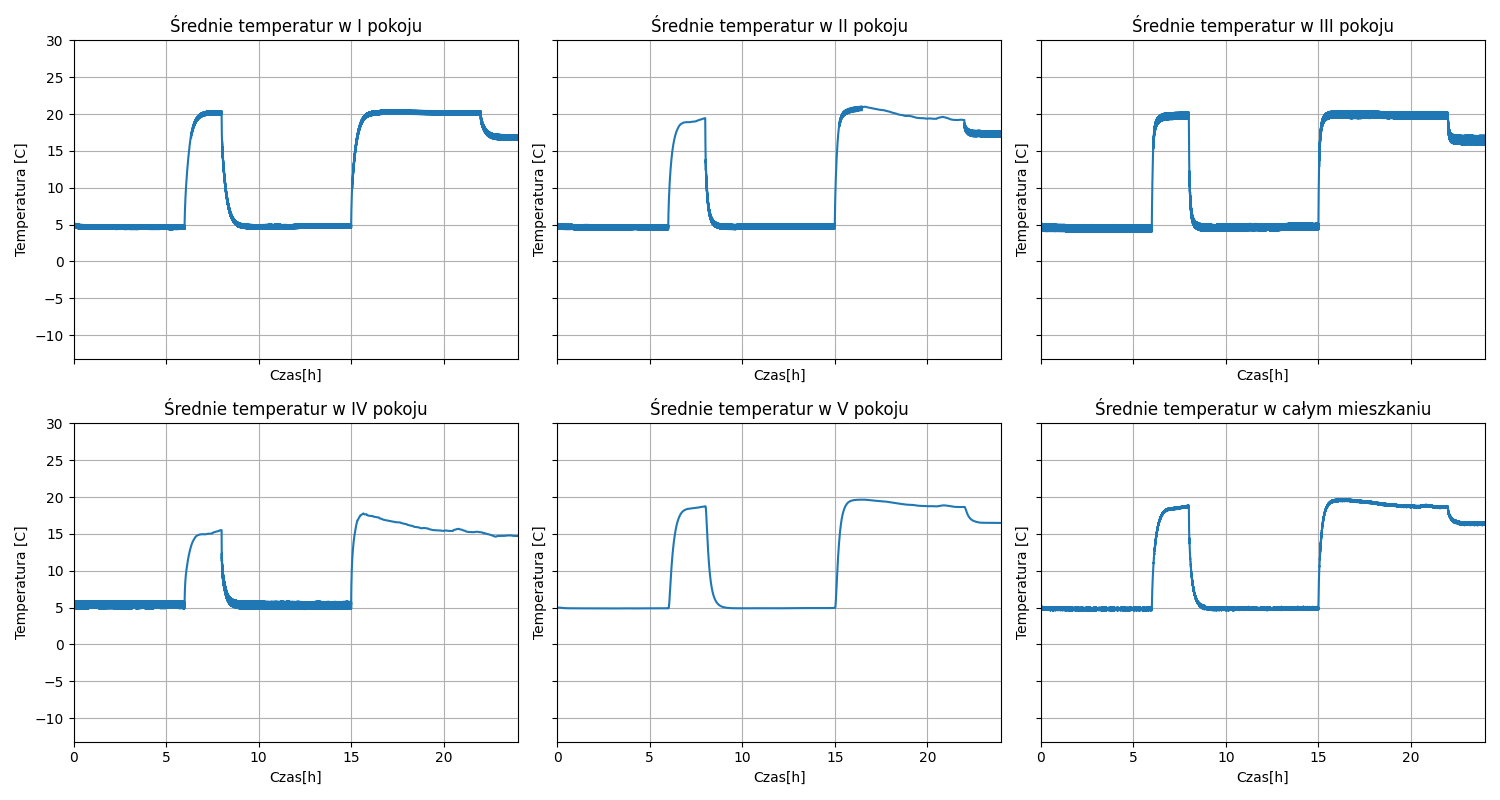 Średnie temperatur w I pokoju
Średnie temperatur w II pokoju
Średnie temperatur w III pokoju
30
25
20
15
10
5
0
−5
−10
Temperatura [C]
Temperatura [C]
Temperatura [C]
Czas[h]
Czas[h]
Czas[h]
Średnie temperatur w IV pokoju
Średnie temperatur w V pokoju
Średnie temperatur w całym mieszkaniu
30
25
20
15
10
5
0
−5
−10
Temperatura [C]
Temperatura [C]
Temperatura [C]
0 5 10 15 20
0 5 10 15 20
0 5 10 15 20
Czas[h]
Czas[h]
Czas[h]